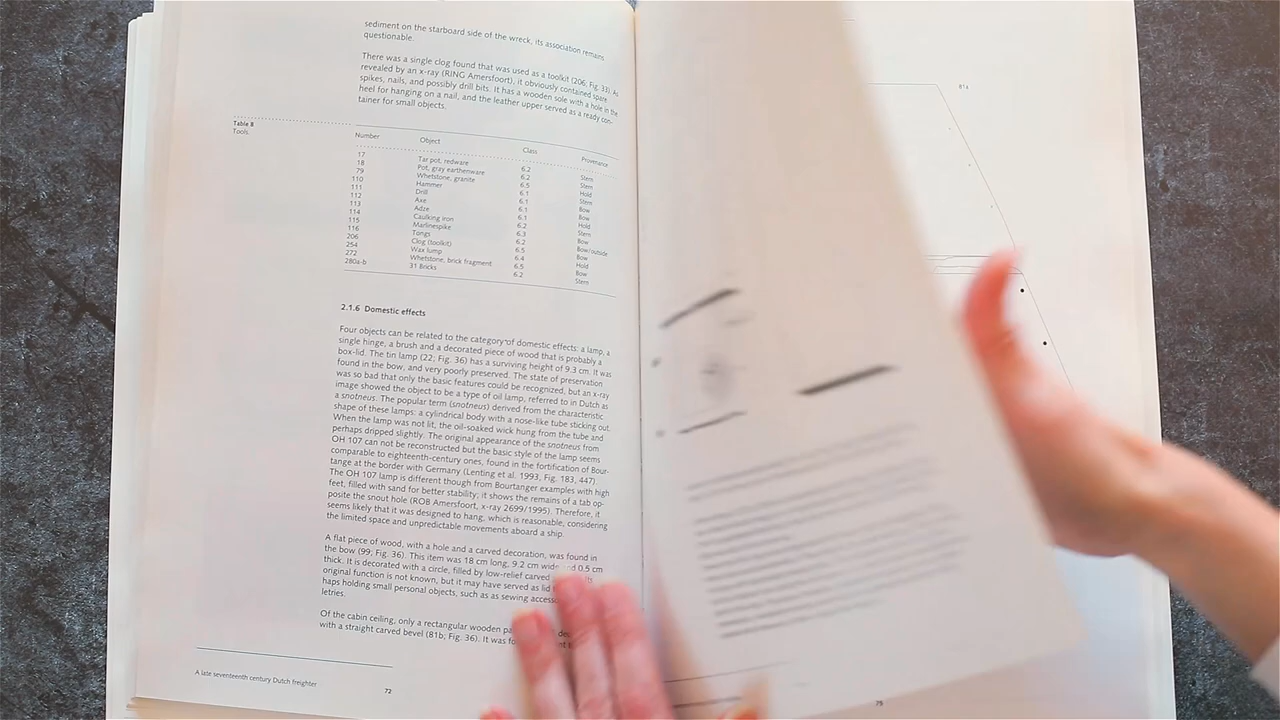 sediment on the starboard side of the wreck, its association remains
questionable.
There was a single clog found that was used as a toolkit (206; Fig. 33). As
revealed by an x-ray (RING Amersfoort), it obviously contained spare
spikes, nails, and possibly drill bits. It has a wooden sole with a hole in the
heel for hanging on a nail, and the leather upper served as a ready con-
tainer for small objects.
Table 8
Tools.
Number Object Class Provenance
17 Tar pot, redware 6.2 Stern
18 Pot, gray earthenware 6.2 Stern
79 Whetstone, granite 6.5 Hold
110 Hammer 6.1 Stern
111 Drill 6.1 Bow
112 Axe 6.1 Bow
113 Adze 6.1 Hold
114 Caulking iron 6.2 Stern
115 Marlinespike 6.3 Bow
116 Tongs 6.2 Bow/outside
206 Clog (toolkit) 6.5 Bow
254 Wax lump 6.4 Hold
272 Whetstone, brick fragment 6.5 Bow
280a-b 31 Bricks 6.2 Stern
2.1.6 Domestic effects
Four objects can be related to the category of domestic effects: a lamp, a
single hinge, a brush and a decorated piece of wood that is probably a
box-lid. The tin lamp (22; Fig. 36) has a surviving height of 9.3 cm. It was
found in the bow, and very poorly preserved. The state of preservation
was so bad that only the basic features could be recognized, but an x-ray
image showed the object to be a type of oil lamp, referred to in Dutch as
a snotneus. The popular term (snotneus) derived from the characteristic
shape of these lamps: a cylindrical body with a nose-like tube sticking out.
When the lamp was not lit, the oil-soaked wick hung from the tube and
perhaps dripped slightly. The original appearance of the snotneus from
OH 107 can not be reconstructed but the basic style of the lamp seems
comparable to eighteenth-century ones, found in the fortification of Bour-
tange at the border with Germany (Lenting et al. 1993, Fig. 183, 447).
The OH 107 lamp is different though from Bourtanger examples with high
feet, filled with sand for better stability; it shows the remains of a tab op-
posite the snout hole (ROB Amersfoort, x-ray 2699/1995). Therefore, it
seems likely that it was designed to hang, which is reasonable, considering
the limited space and unpredictable movements aboard a ship.
A flat piece of wood, with a hole and a carved decoration, was found in
the bow (99; Fig. 36). This item was 18 cm long, 9.2 cm wide and 0.5 cm
thick. It is decorated with a circle, filled by low-relief carved
original function is not known, but it may have served as lid
haps holding small personal objects, such as as sewing
letries.
Of the cabin ceiling, only a rectangular wooden
with a straight carved bevel (81b; Fig. 36). It was
A late seventeenth century Dutch freighter
72
81a